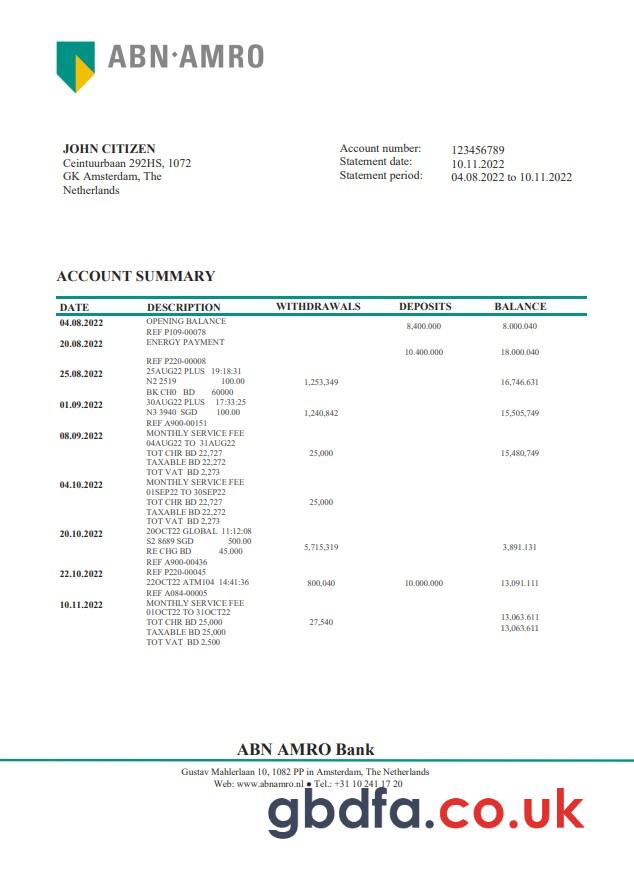 ABN·AMRO
JOHN CITIZEN
Ceintuurbaan 292HS, 1072
GK Amsterdam, The
Netherlands
Account number: 123456789
Statement date: 10.11.2022
Statement period: 04.08.2022 to 10.11.2022
ACCOUNT SUMMARY
DATE DESCRIPTION WITHDRAWALS DEPOSITS BALANCE
04.08.2022 OPENING BALANCE 8,400.000 8.000.040
REF P109-00078
20.08.2022 ENERGY PAYMENT 10.400.000 18.000.040
REF P220-00008
25.08.2022 25AUG22 PLUS 19:18:31
N2 2519 100.00 1,253,349 16,746.631
BK CH0 BD 60000
01.09.2022 30AUG22 PLUS 17:33:25
N3 3940 SGD 100.00 1,240,842 15,505,749
REF A900-00151
08.09.2022 MONTHLY SERVICE FEE
04AUG22 TO 31AUG22
TOT CHR BD 22,727 25,000 15,480,749
TAXABLE BD 22,272
TOT VAT BD 2,273
04.10.2022 MONTHLY SERVICE FEE
01SEP22 TO 30SEP22
TOT CHR BD 22,727 25,000
TAXABLE BD 22,272
TOT VAT BD 2,273
20.10.2022 20OCT22 GLOBAL 11:12:08
S2 8689 SGD 500.00
RE CHG BD 45.000 5,715,319 3,891.131
REF A900-00436
22.10.2022 REF P220-00045
22OCT22 ATM104 14:41:36 800,040 10.000.000 13,091.111
REF A084-00005
10.11.2022 MONTHLY SERVICE FEE
01OCT22 TO 31OCT22 13,063.611
TOT CHR BD 25,000 27,540
TAXABLE BD 25,000 13,063.611
TOT VAT BD 2,500
ABN AMRO Bank
Gustav Mahlerlaan 10, 1082 PP in Amsterdam, The Netherlands
Web: www.abnamro.nl ● Tel.: +31 10 241 17 20
gbdfa.co.uk